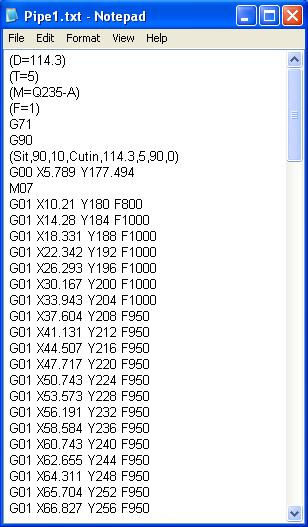 Pipe1.txt - Notepad
File Edit Format View Help
(D=114.3)
(T=5)
(M=Q235-A)
(F=1)
G71
G90
(Sit,90,10,Cutin,114.3,5,90,0)
G00 X5.789 Y177.494
M07
G01 X10.21 Y180 F800
G01 X14.28 Y184 F1000
G01 X18.331 Y188 F1000
G01 X22.342 Y192 F1000
G01 X26.293 Y196 F1000
G01 X30.167 Y200 F1000
G01 X33.943 Y204 F1000
G01 X37.604 Y208 F950
G01 X41.131 Y212 F950
G01 X44.507 Y216 F950
G01 X47.717 Y220 F950
G01 X50.743 Y224 F950
G01 X53.573 Y228 F950
G01 X56.191 Y232 F950
G01 X58.584 Y236 F950
G01 X60.743 Y240 F950
G01 X62.655 Y244 F950
G01 X64.311 Y248 F950
G01 X65.704 Y252 F950
G01 X66.827 Y256 F950